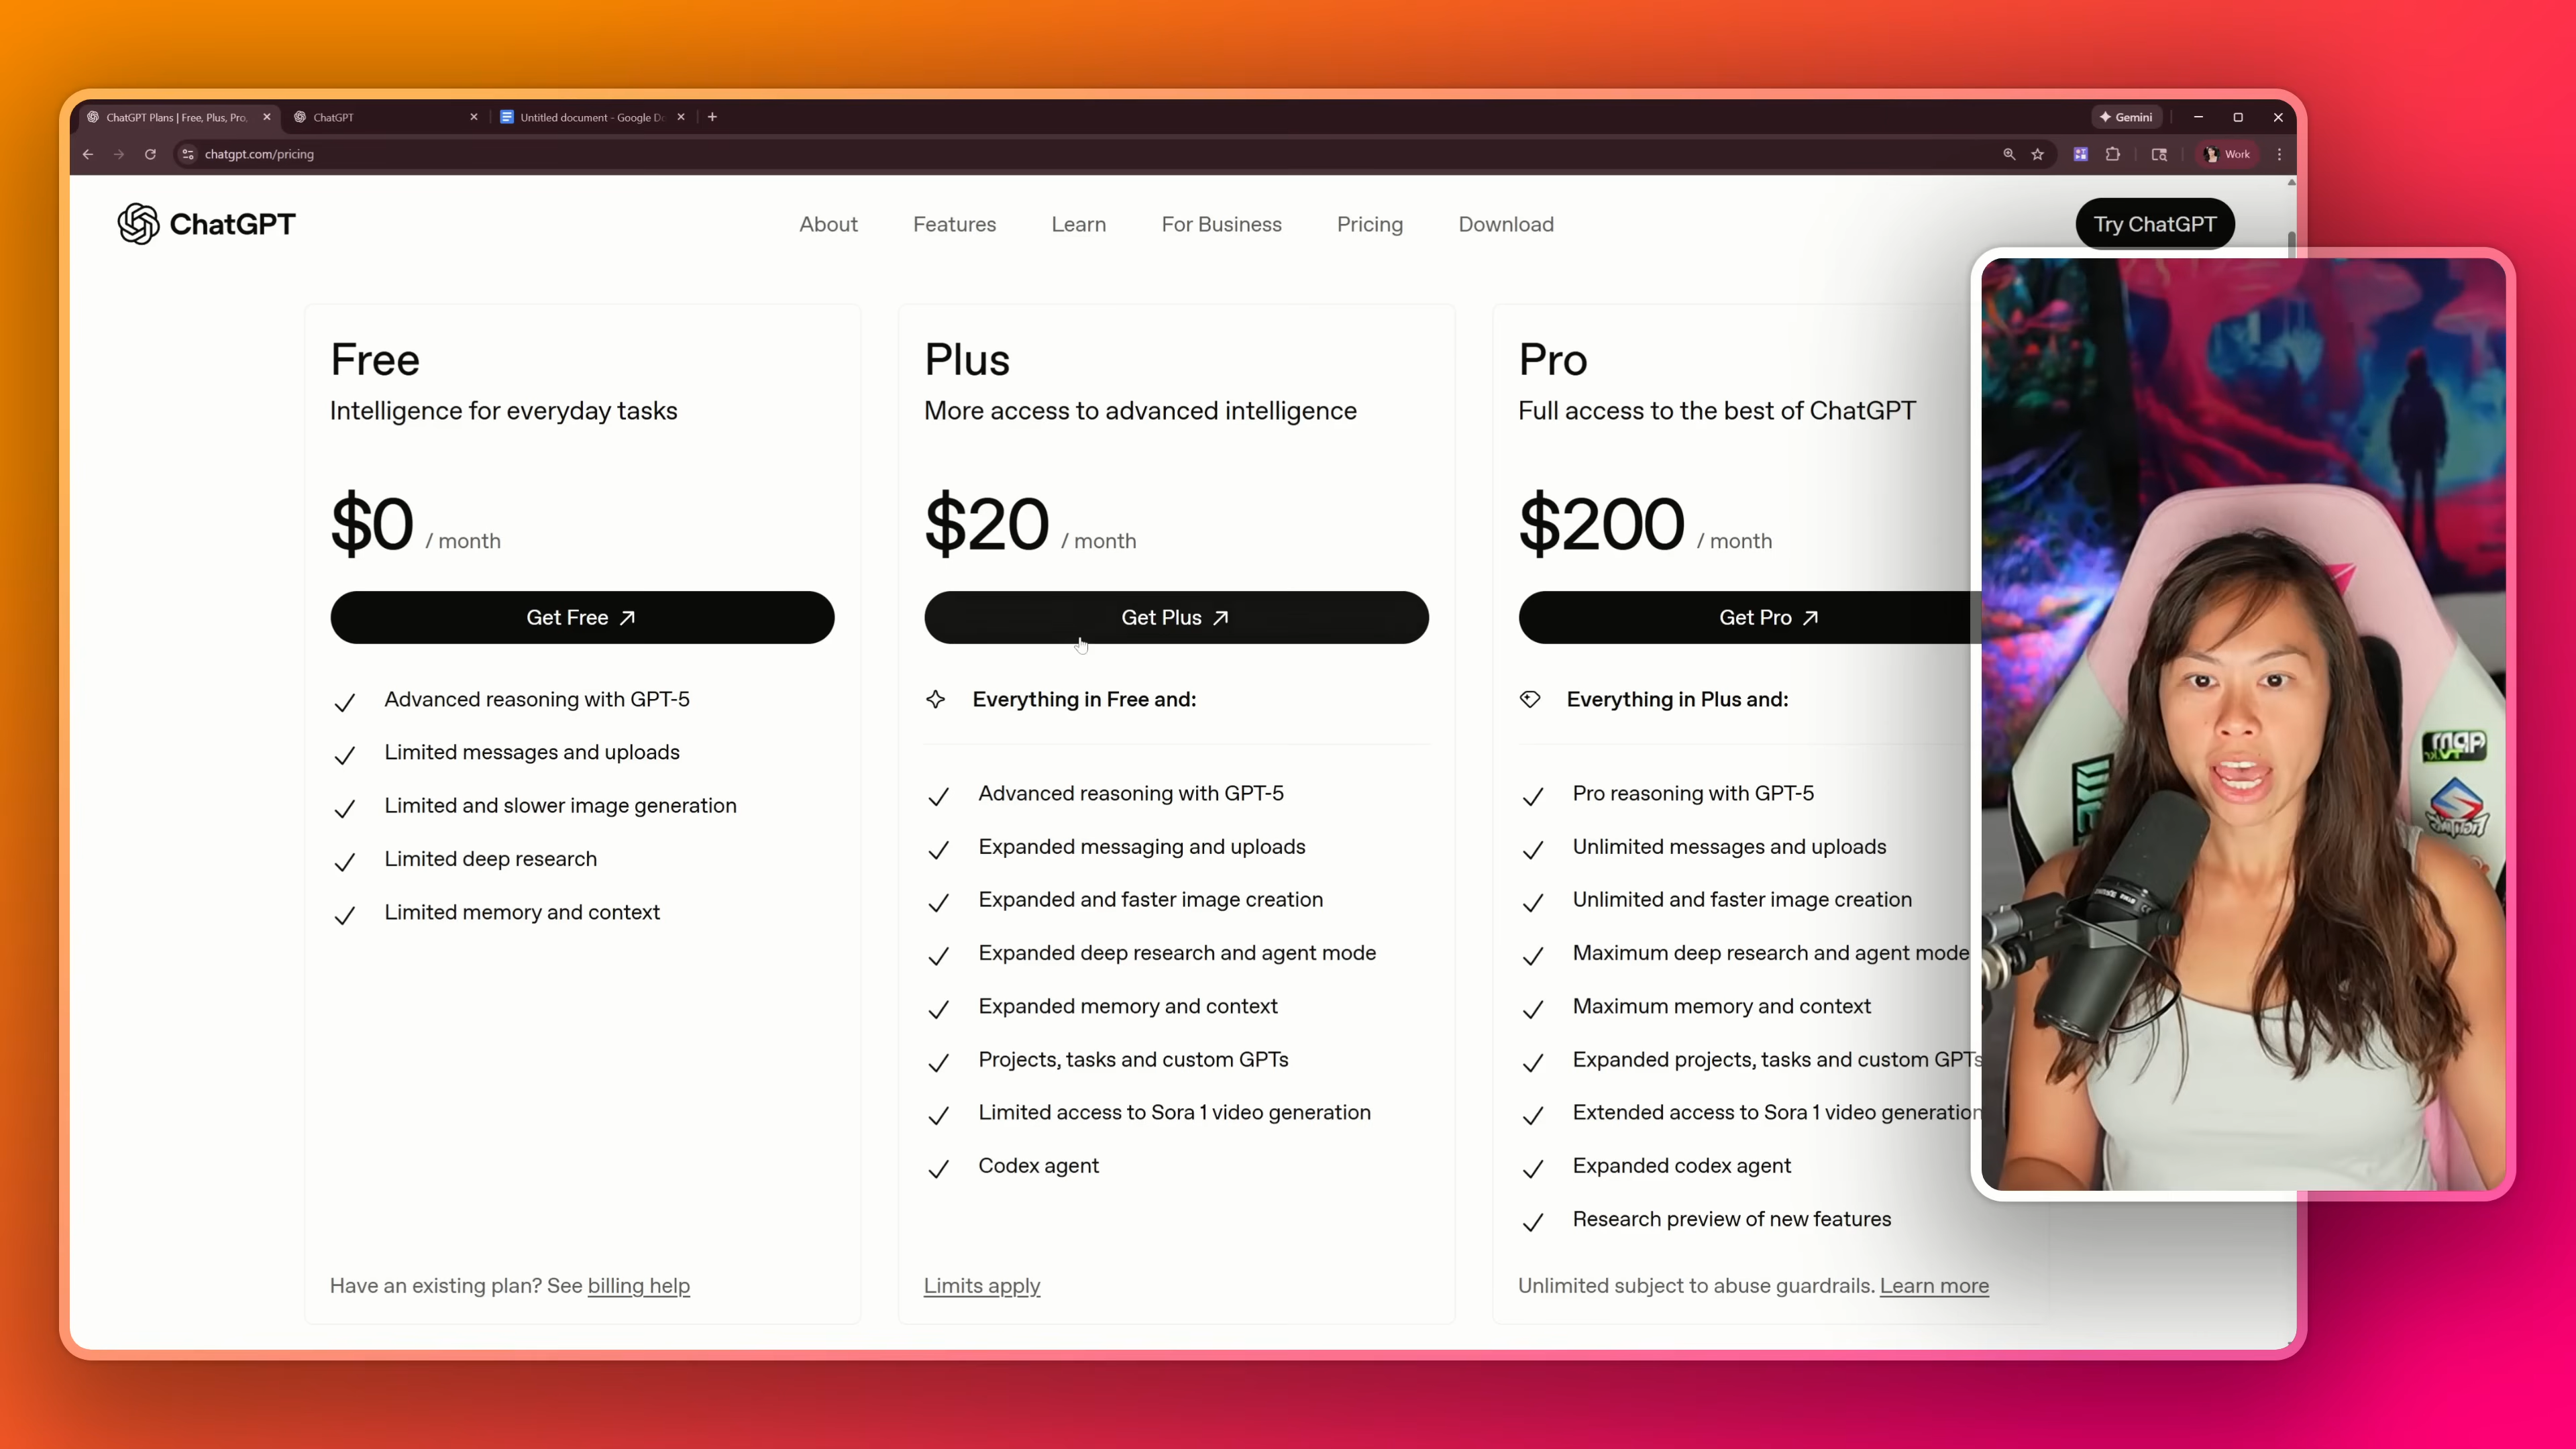 ChatGPT Plans | Free, Plus, Pro,
ChatGPT
Untitled document - Google Do
Gemini
chatgpt.com/pricing
Work
ChatGPT
About
Features
Learn
For Business
Pricing
Download
Try ChatGPT
Free
Intelligence for everyday tasks
$0 / month
Get Free
Advanced reasoning with GPT-5
Limited messages and uploads
Limited and slower image generation
Limited deep research
Limited memory and context
Have an existing plan? See billing help
Plus
More access to advanced intelligence
$20 / month
Get Plus
Everything in Free and:
Advanced reasoning with GPT-5
Expanded messaging and uploads
Expanded and faster image creation
Expanded deep research and agent mode
Expanded memory and context
Projects, tasks and custom GPTs
Limited access to Sora 1 video generation
Codex agent
Limits apply
Pro
Full access to the best of ChatGPT
$200 / month
Get Pro
Everything in Plus and:
Pro reasoning with GPT-5
Unlimited messages and uploads
Unlimited and faster image creation
Maximum deep research and agent mode
Maximum memory and context
Expanded projects, tasks and custom GPTs
Extended access to Sora 1 video generation
Expanded codex agent
Research preview of new features
Unlimited subject to abuse guardrails. Learn more